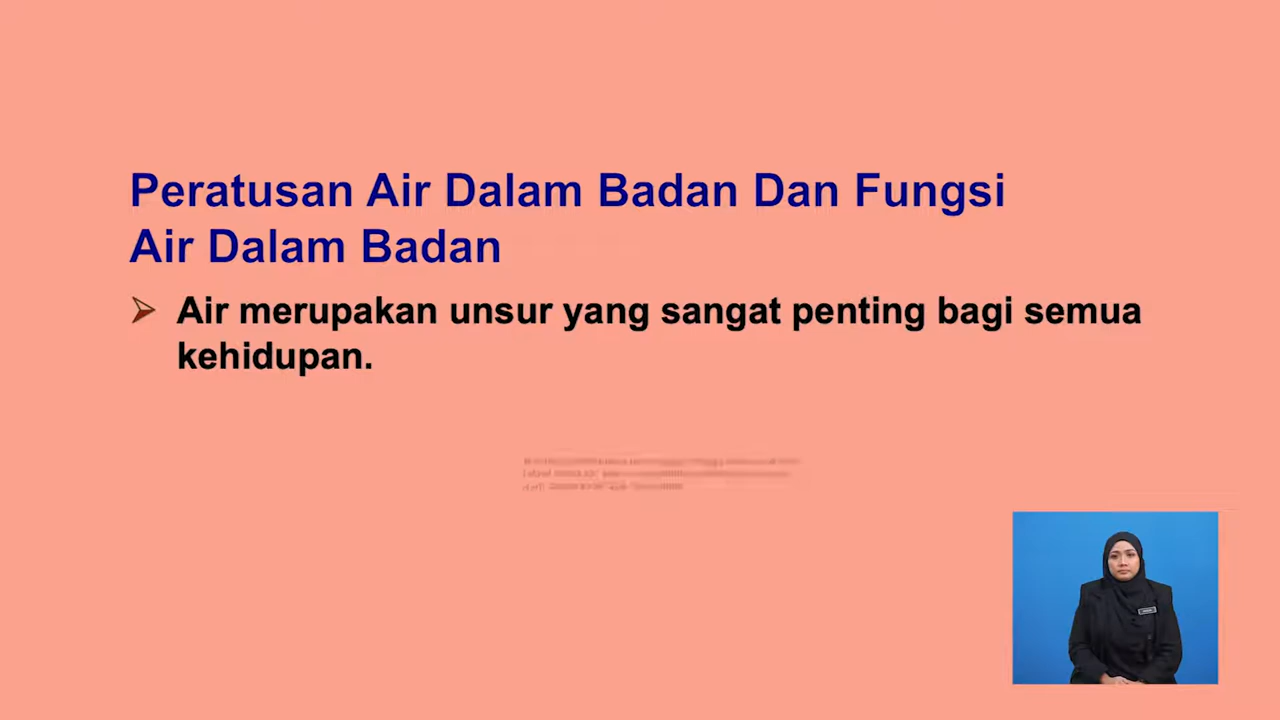 Peratusan Air Dalam Badan Dan Fungsi
Air Dalam Badan
Air merupakan unsur yang sangat penting bagi semua
kehidupan.